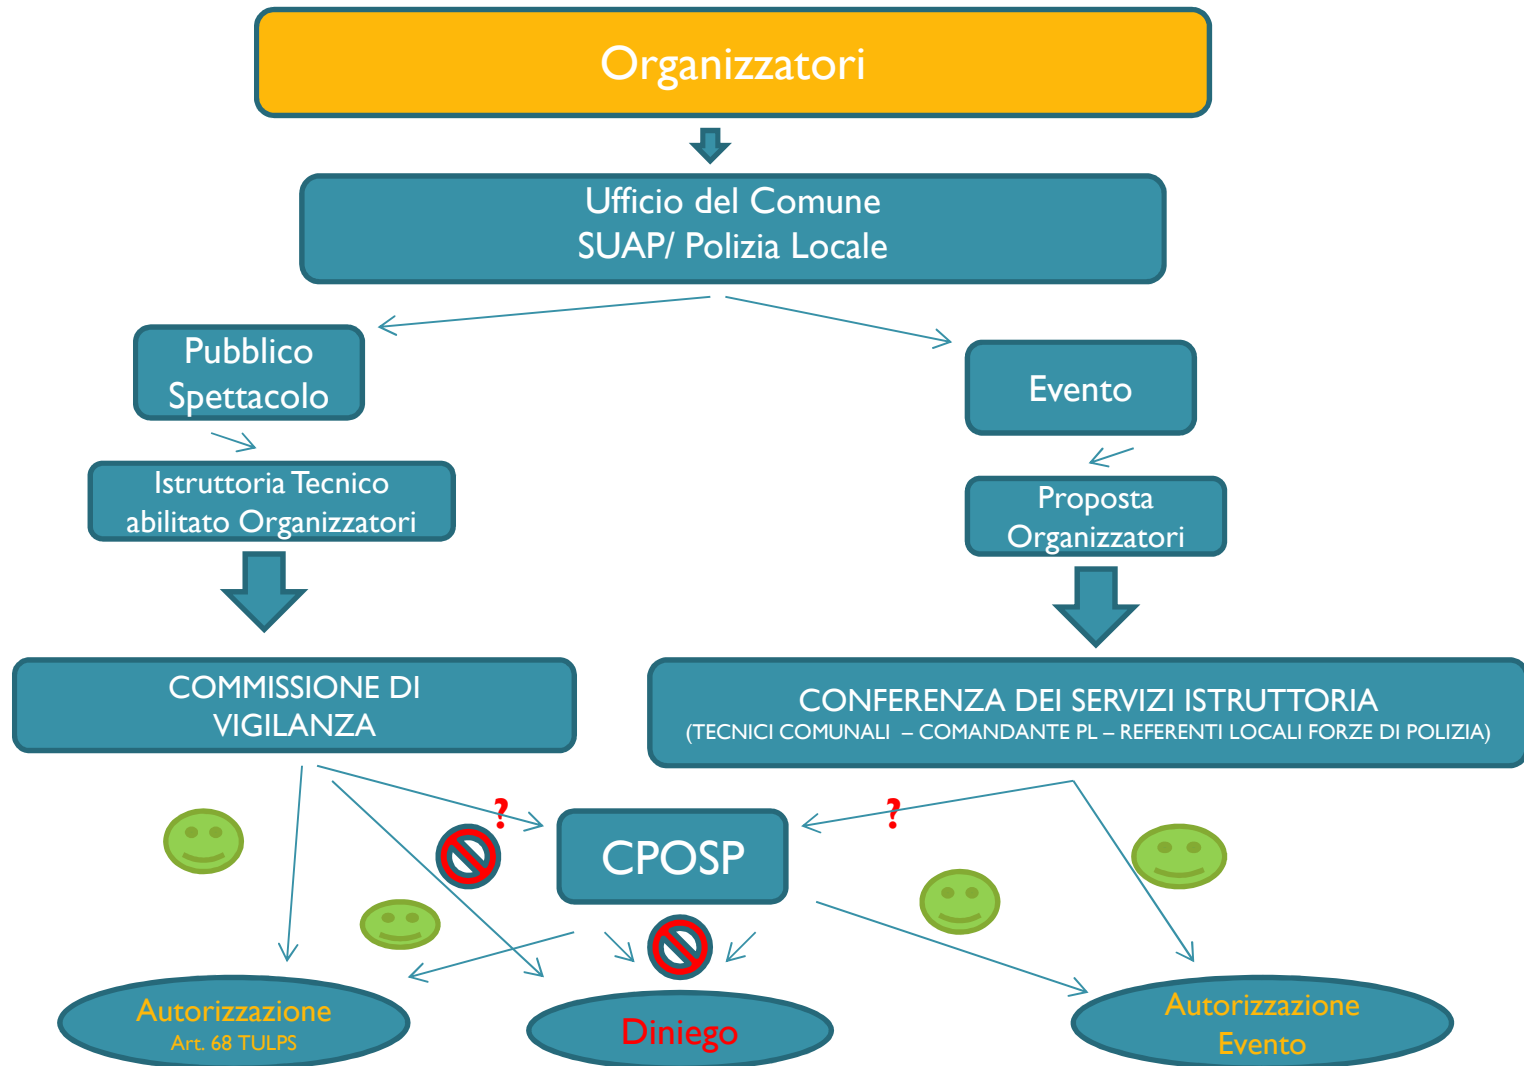 Organizzatori
Ufficio del Comune
SUAP/ Polizia Locale
Pubblico
Spettacolo
Evento
Istruttoria Tecnico
abilitato Organizzatori
Proposta
Organizzatori
COMMISSIONE DI
VIGILANZA
CONFERENZA DEI SERVIZI ISTRUTTORIA
(TECNICI COMUNALI – COMANDANTE PL – REFERENTI LOCALI FORZE DI POLIZIA)
?
?
CPOSP
Autorizzazione
Art. 68 TULPS
Diniego
Autorizzazione
Evento